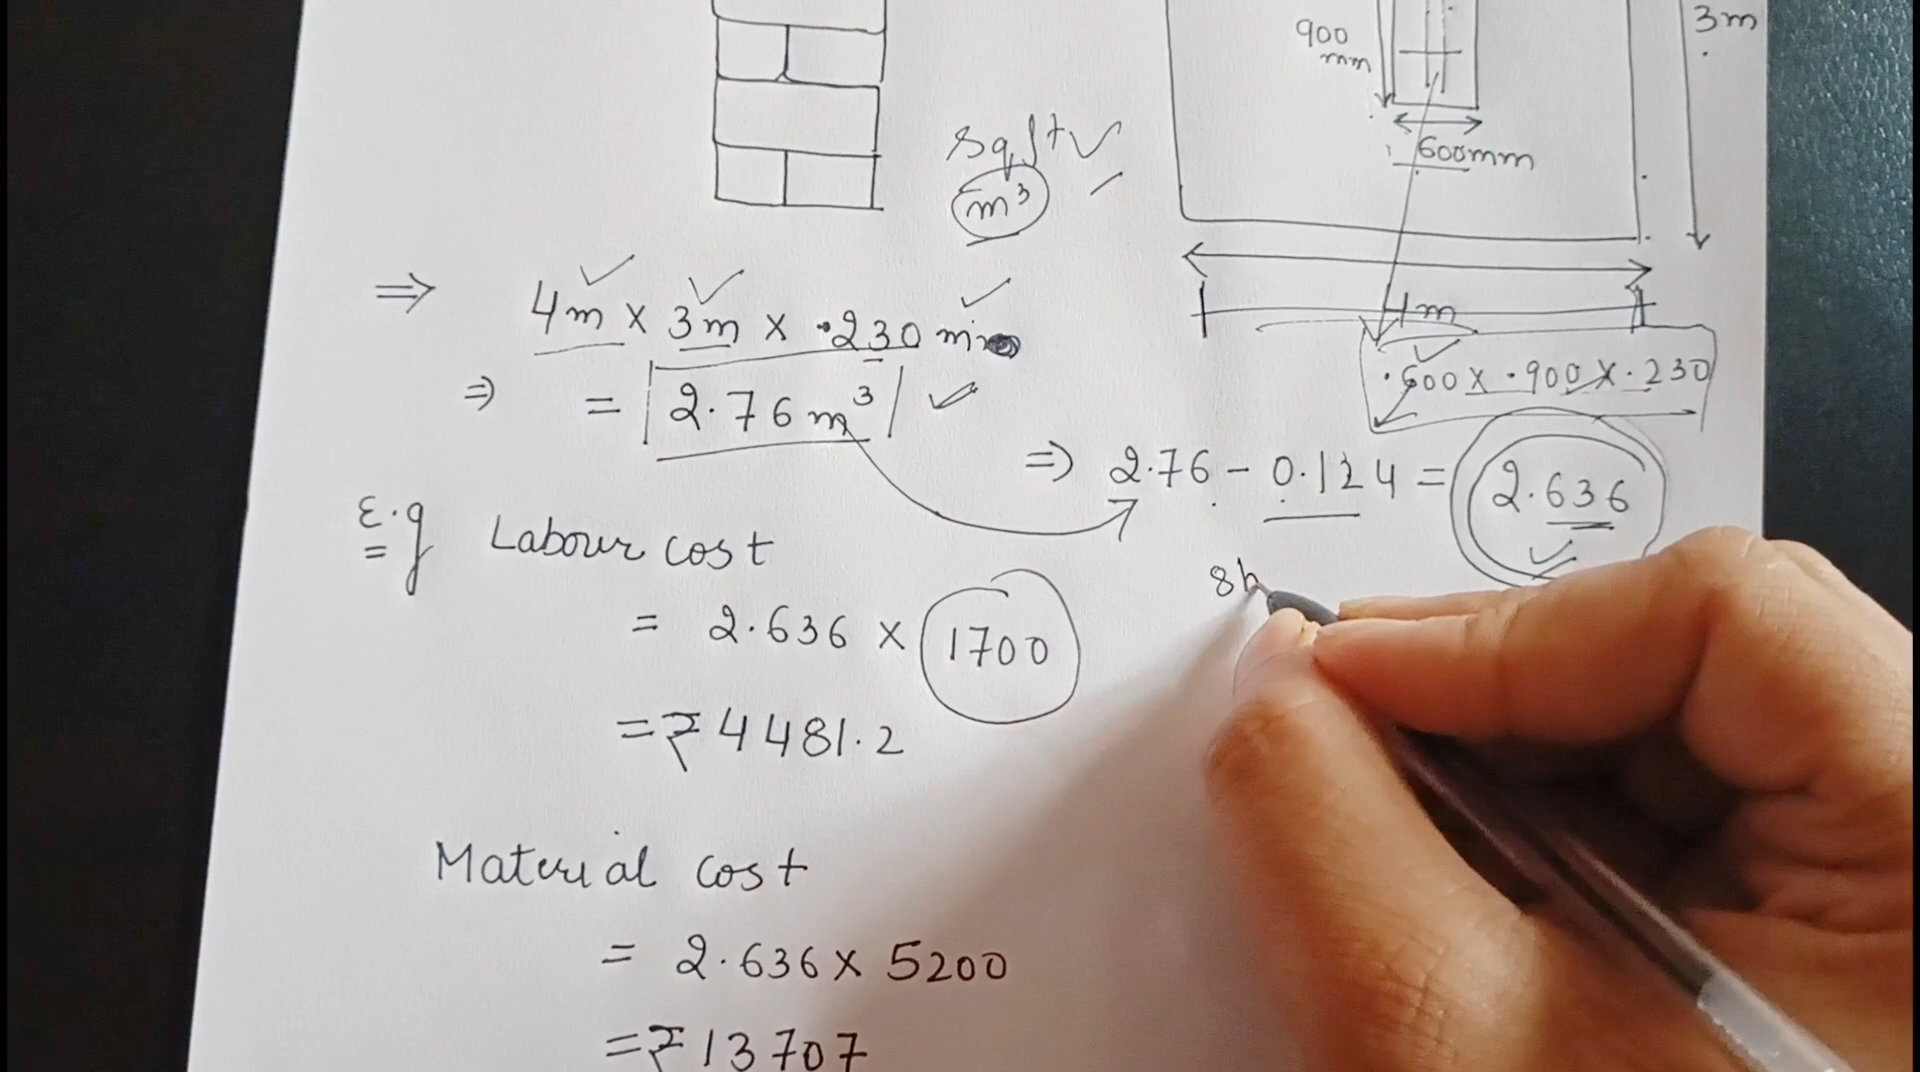 900
mm
3m
600mm
Sqft
m³
4m
⇒ 4m x 3m x .230 m
.600 x .900 x .230
⇒ = 2.76 m³
⇒ 2.76 - 0.124 = 2.636
E.g Labour cost
8h
= 2.636 x 1700
= ₹ 4481.2
Material cost
= 2.636 x 5200
= ₹ 13707